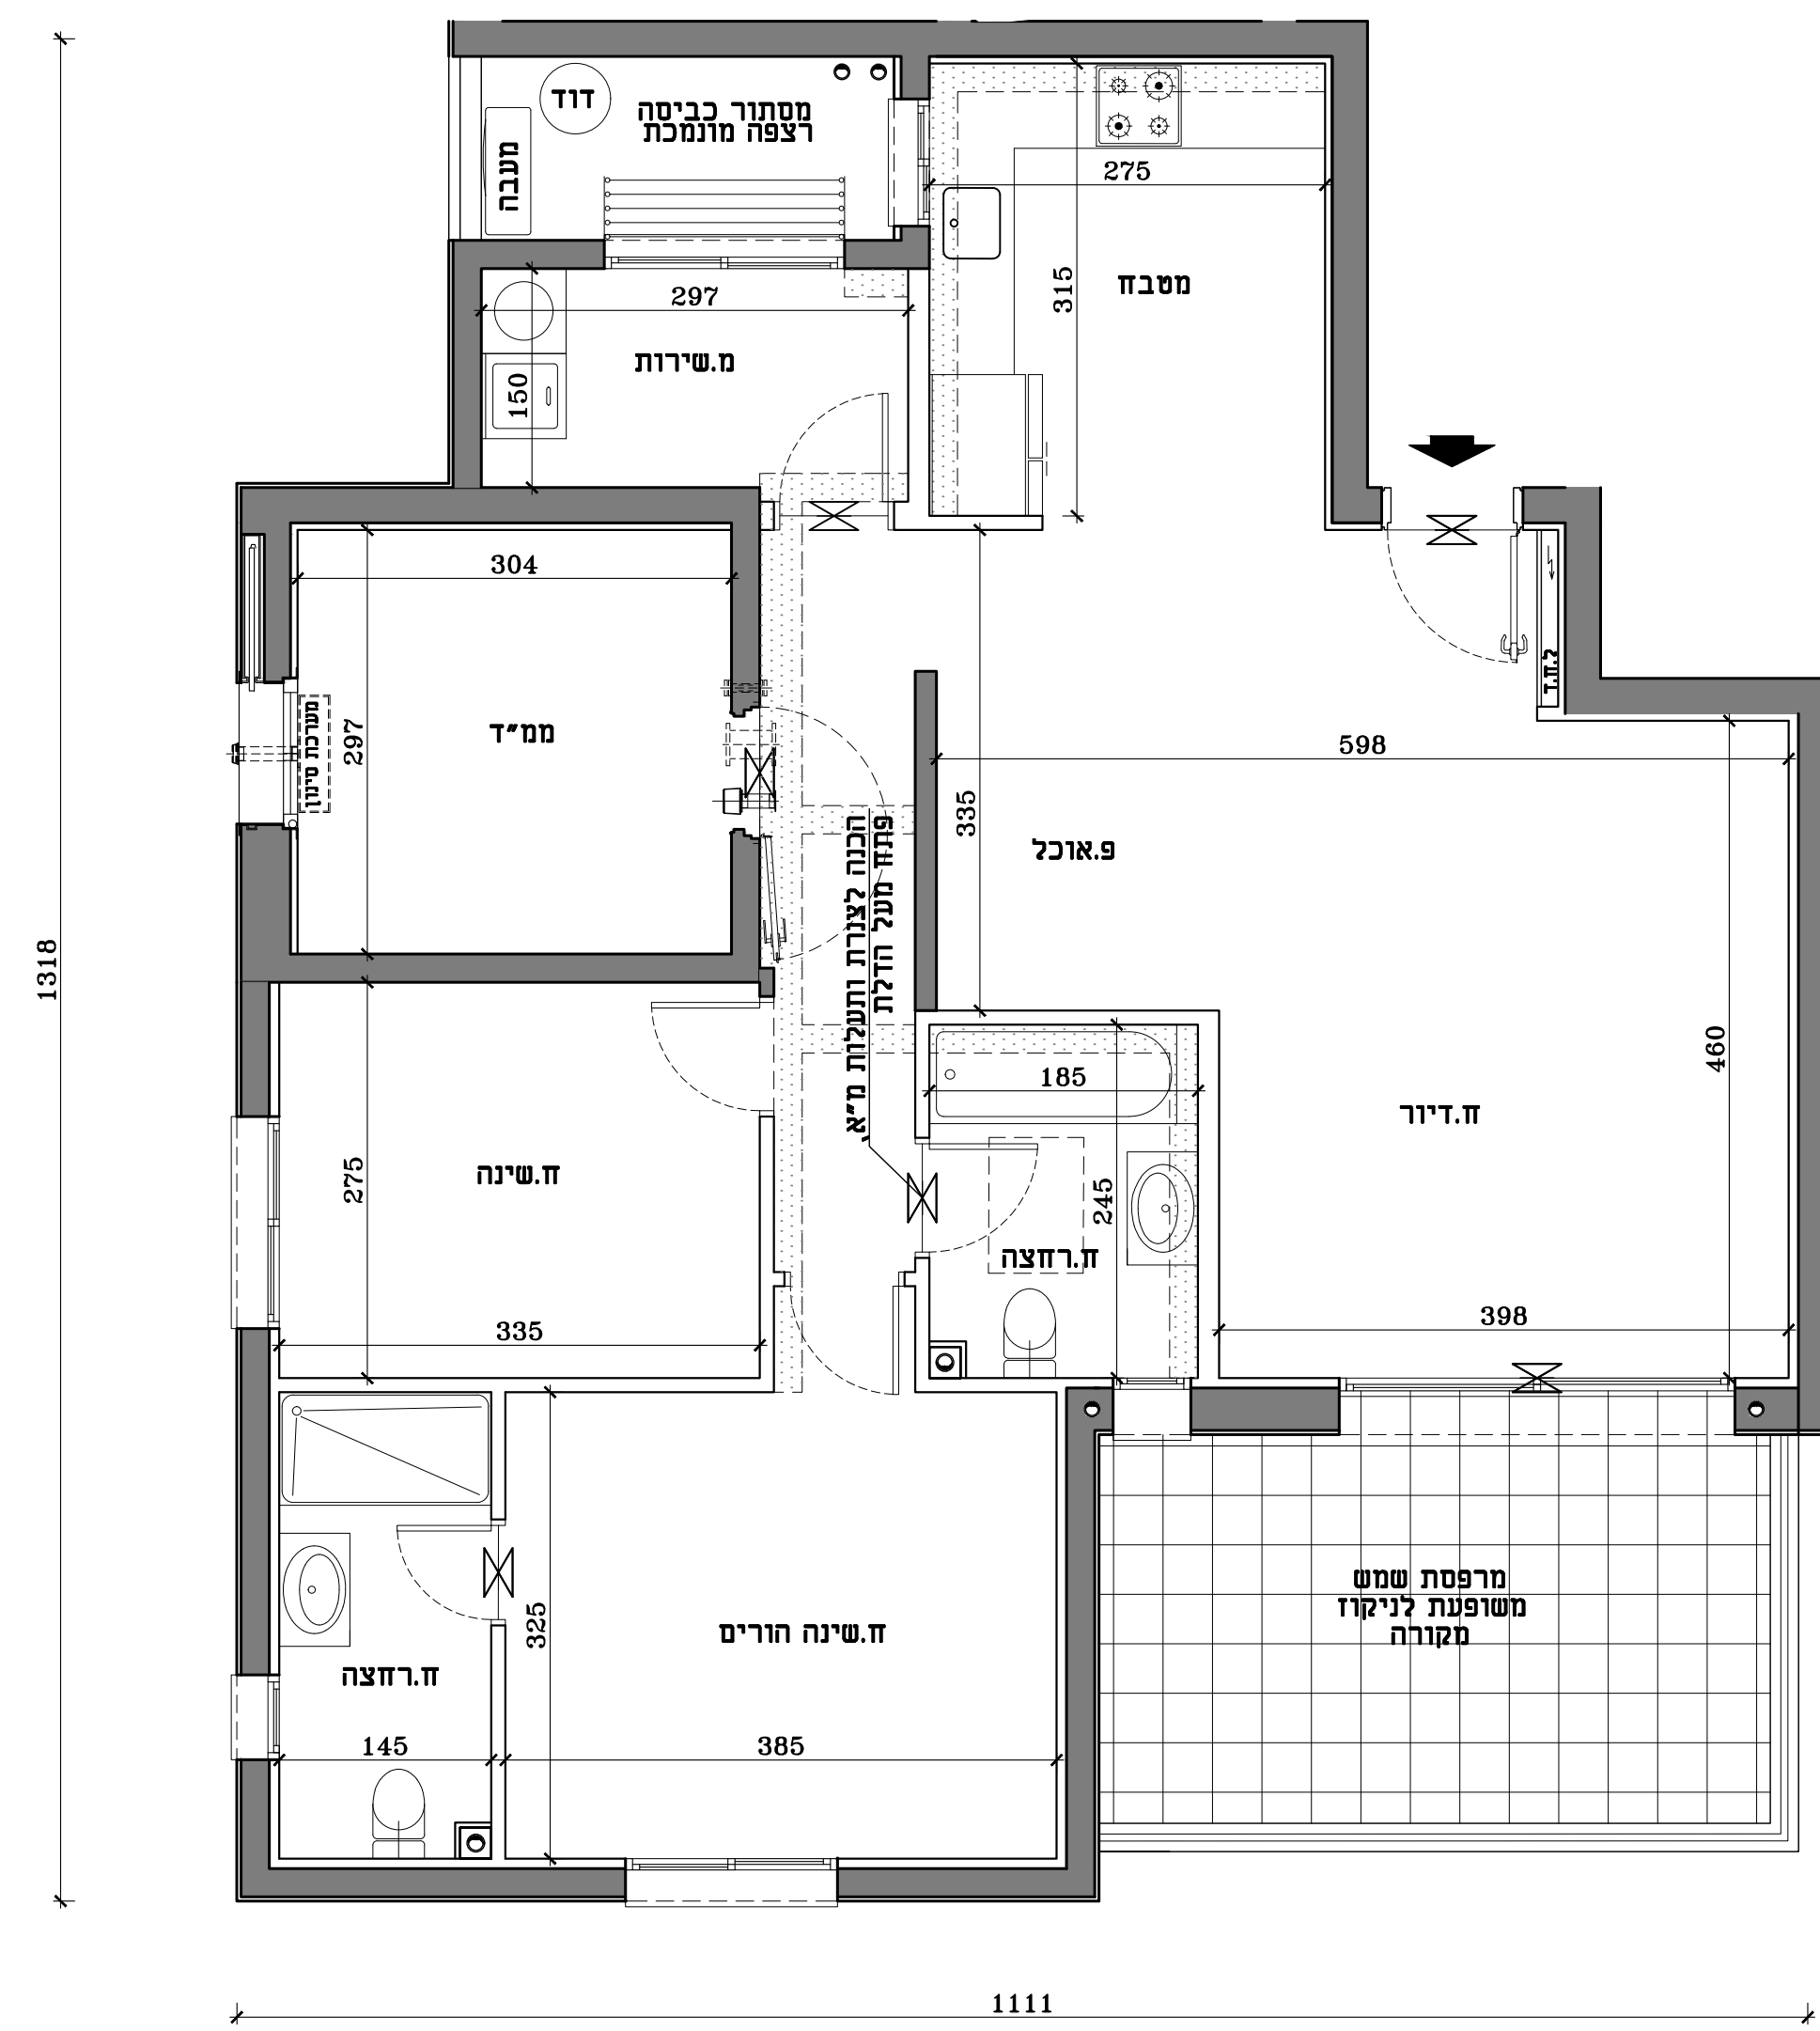 דוד
מסתור כביסה
רצפה מונמכת
מעבה
275
315
מטבח
297
מ.שירות
150
304
297
ממ"ד
מערכת סינון
ל.ח.ד
598
335
פ.אוכל
הכנה לצנרת ותעלות מ"א,
פתח מעל הדלת
460
185
ח.דיור
275
ח.שינה
245
ח.רחצה
335
398
1318
325
ח.שינה הורים
ח.רחצה
145
385
מרפסת שמש
משופעת לניקוז
מקורה
1111